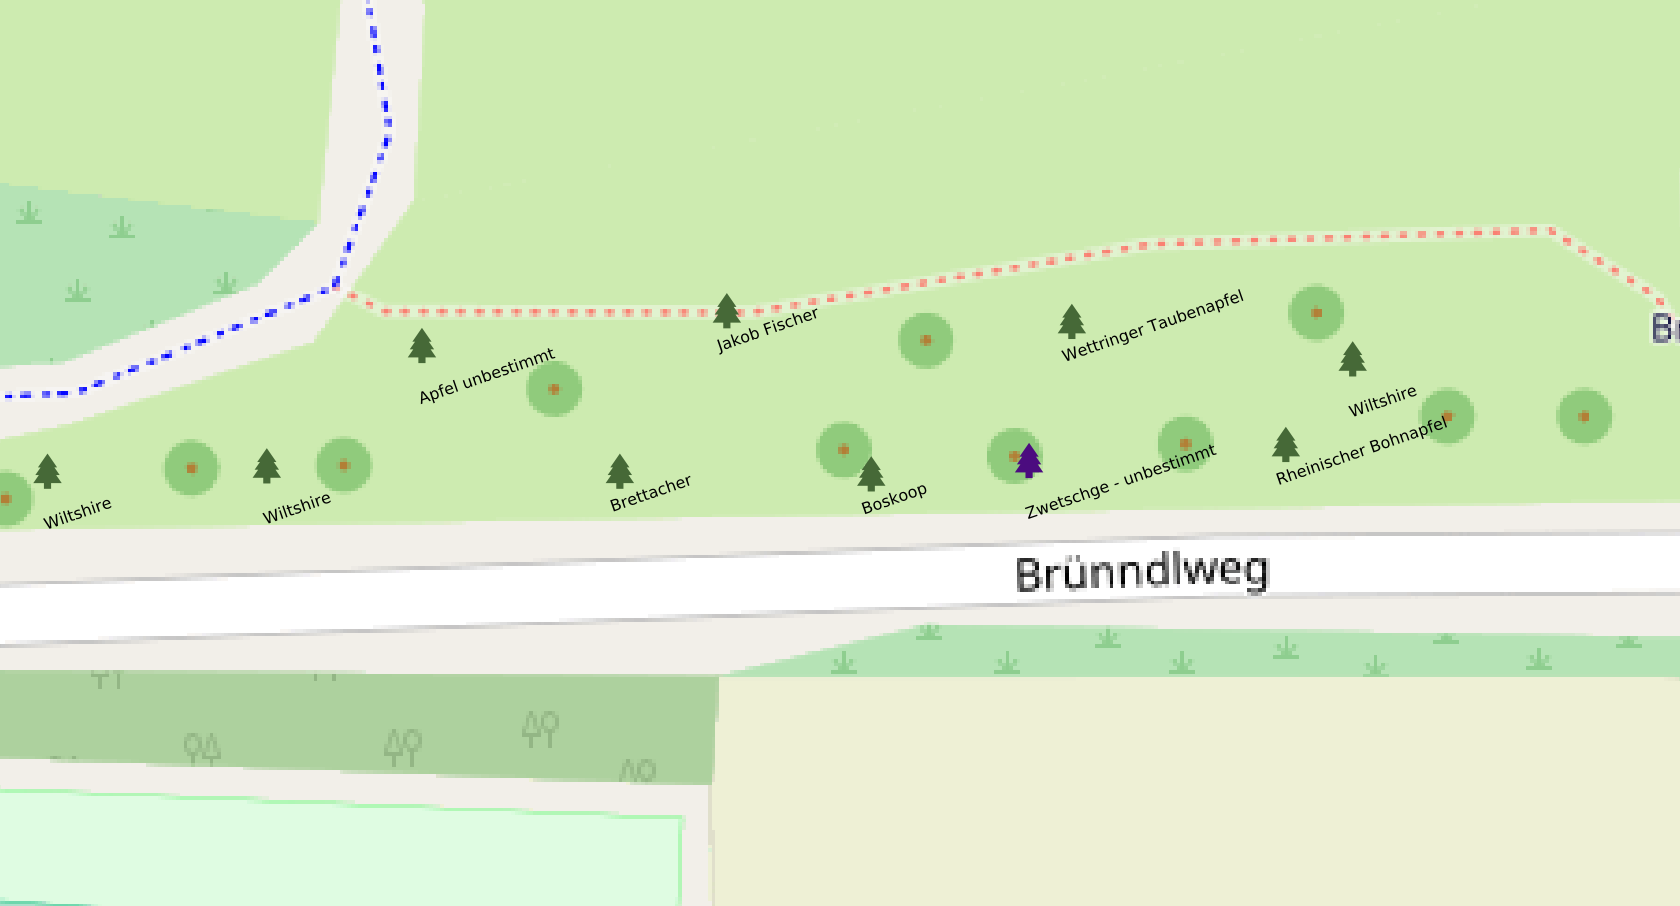 Jakob Fischer
Wettringer Taubenapfel
Apfel unbestimmt
Wiltshire
Rheinischer Bohnapfel
Wiltshire
Wiltshire
Brettacher
Boskoop
Zwetschge - unbestimmt
Brünndlweg